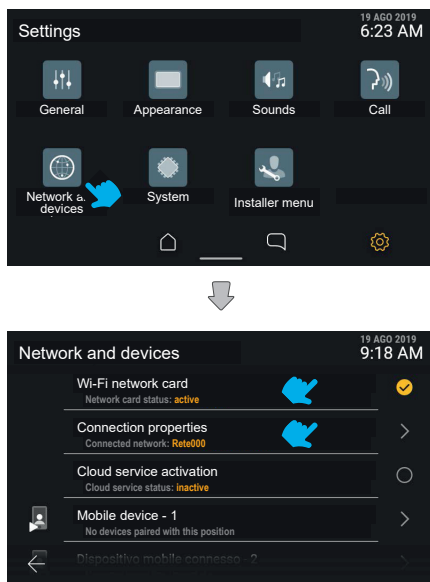 19 AGO 2019
Settings
6:23 AM
General
Appearance
Sounds
Call
Network a
devices
System
Installer menu
19 AGO 2019
Network and devices
9:18 AM
Wi-Fi network card
Network card status: active
Connection properties
Connected network: Rete000
Cloud service activation
Cloud service status: inactive
Mobile device - 1
No devices paired with this position
Dispositivo mobile connesso - 2